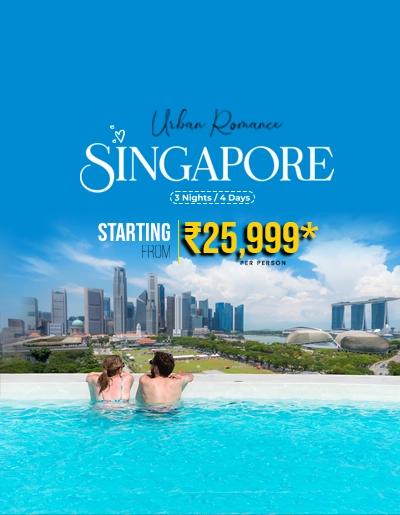 Urban Romance
SINGAPORE
3 Nights / 4 Days
STARTING
FROM
₹25,999*
PER PERSON